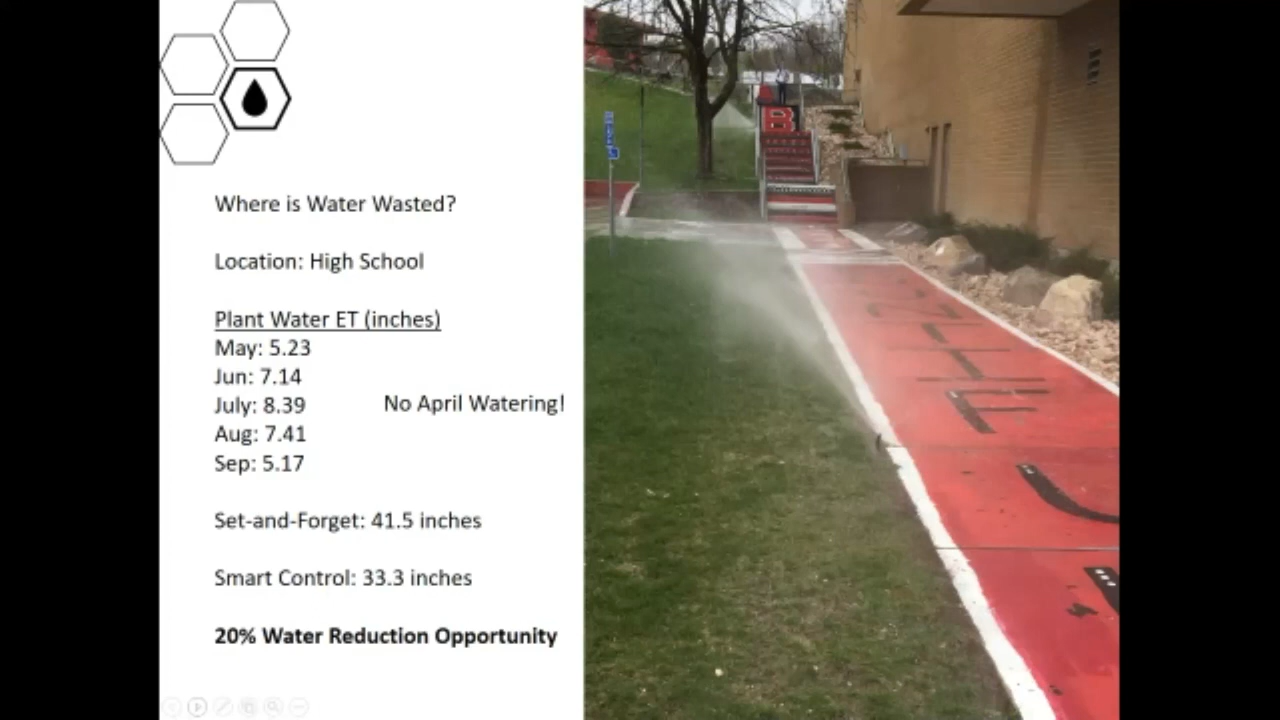 Where is Water Wasted?
Location: High School
Plant Water ET (inches)
May: 5.23
Jun: 7.14
July: 8.39
No April Watering!
Aug: 7.41
Sep: 5.17
Set-and-Forget: 41.5 inches
Smart Control: 33.3 inches
20% Water Reduction Opportunity
B